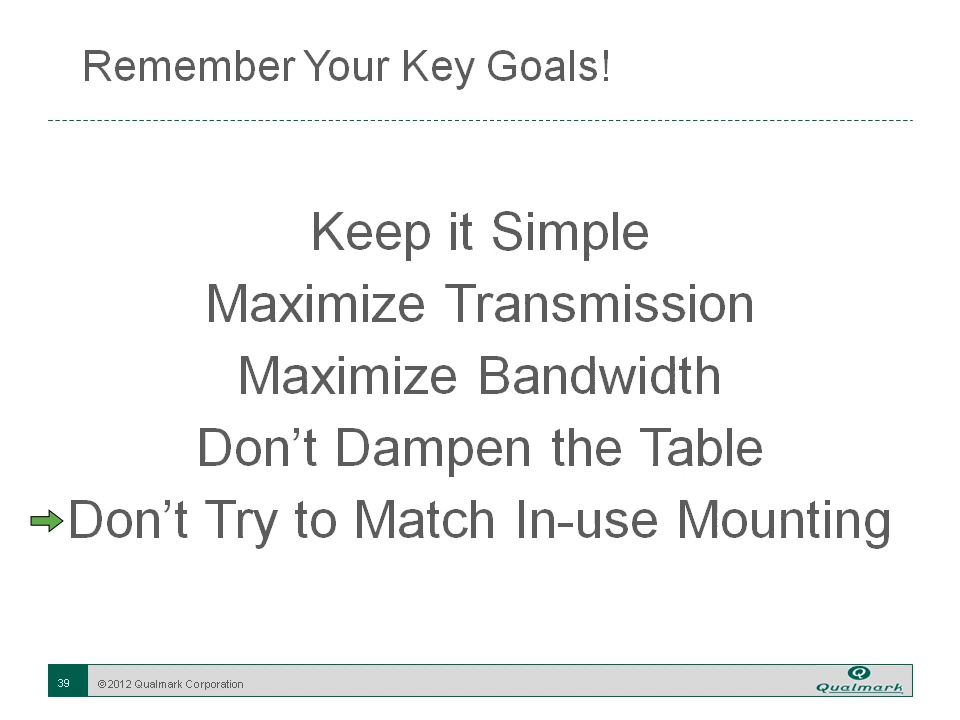 Remember Your Key Goals!
Keep it Simple
Maximize Transmission
Maximize Bandwidth
Don’t Dampen the Table
Don’t Try to Match In-use Mounting
39
©2012 Qualmark Corporation
Qualmark